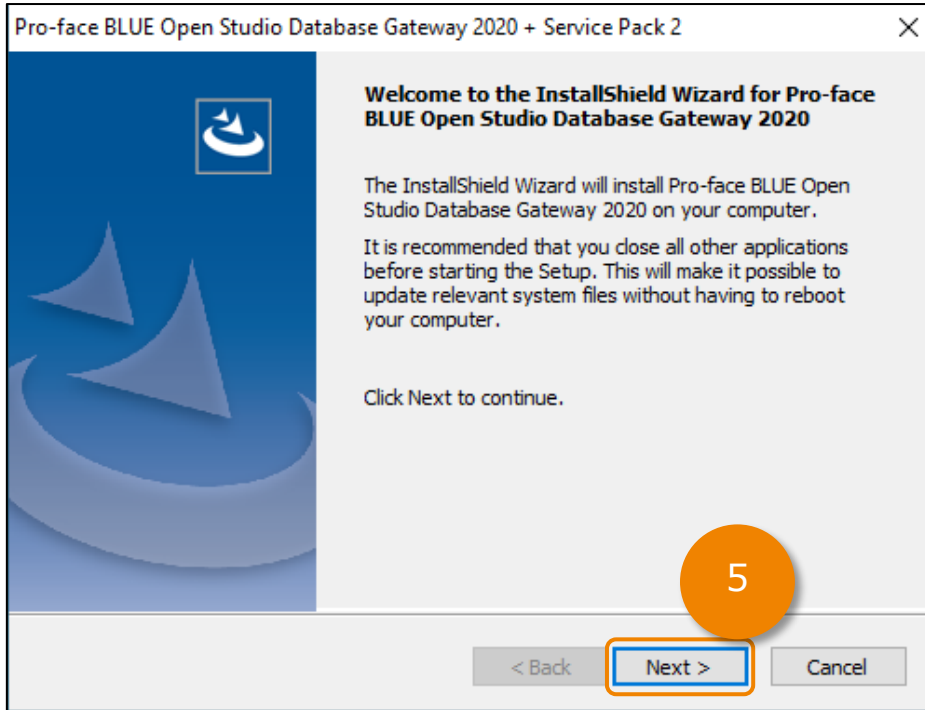 Pro-face BLUE Open Studio Database Gateway 2020 + Service Pack 2
Welcome to the InstallShield Wizard for Pro-face
BLUE Open Studio Database Gateway 2020
The InstallShield Wizard will install Pro-face BLUE Open
Studio Database Gateway 2020 on your computer.
It is recommended that you close all other applications
before starting the Setup. This will make it possible to
update relevant system files without having to reboot
your computer.
Click Next to continue.
5
< Back Next > Cancel